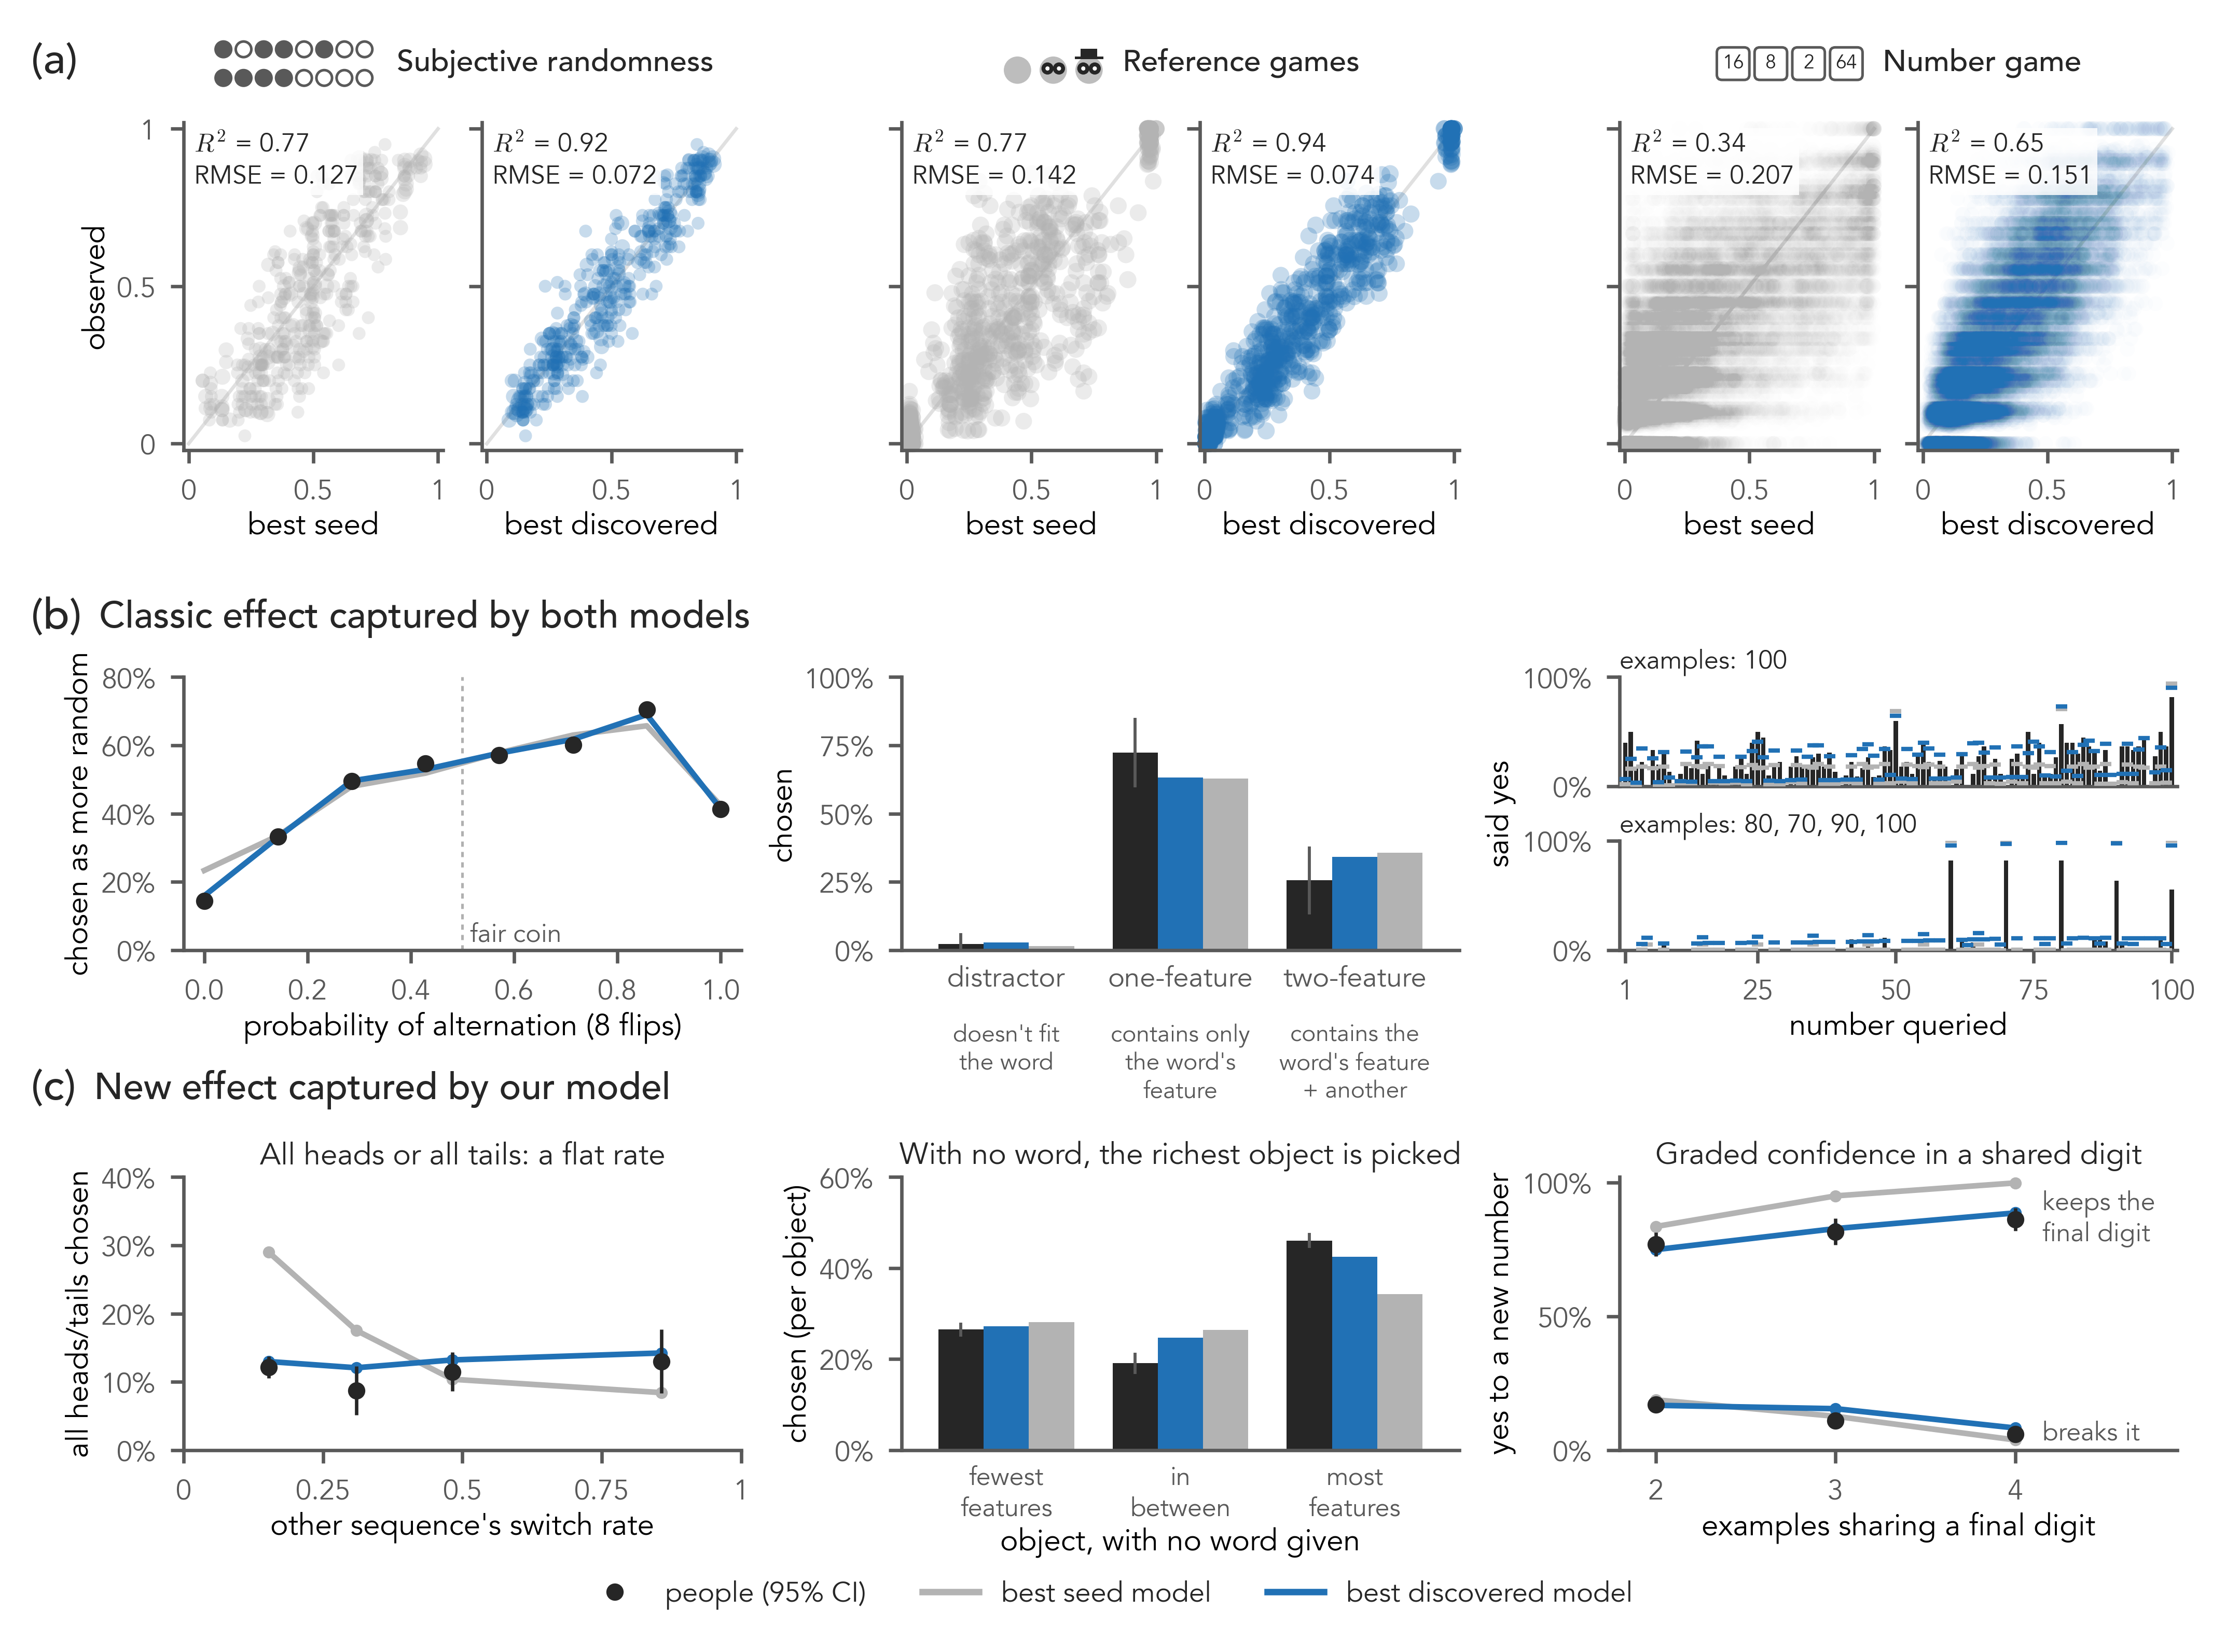 (a)
Subjective randomness
Reference games
16 8 2 64
Number game
R² = 0.77
RMSE = 0.127
R² = 0.92
RMSE = 0.072
R² = 0.77
RMSE = 0.142
R² = 0.94
RMSE = 0.074
R² = 0.34
RMSE = 0.207
R² = 0.65
RMSE = 0.151
observed
1
0.5
0
0 0.5 1
0 0.5 1
0 0.5 1
0 0.5 1
0 0.5 1
0 0.5 1
best seed
best discovered
best seed
best discovered
best seed
best discovered
(b) Classic effect captured by both models
chosen as more random
80%
60%
40%
20%
0%
fair coin
0.0 0.2 0.4 0.6 0.8 1.0
probability of alternation (8 flips)
chosen
100%
75%
50%
25%
0%
distractor
one-feature
two-feature
doesn't fit
the word
contains only
the word's
feature
contains the
word's feature
+ another
said yes
examples: 100
100%
0%
examples: 80, 70, 90, 100
100%
0%
1 25 50 75 100
number queried
(c) New effect captured by our model
All heads or all tails: a flat rate
all heads/tails chosen
40%
30%
20%
10%
0%
0 0.25 0.5 0.75 1
other sequence's switch rate
With no word, the richest object is picked
chosen (per object)
60%
40%
20%
0%
fewest
features
in
between
most
features
object, with no word given
Graded confidence in a shared digit
yes to a new number
100%
50%
0%
keeps the
final digit
breaks it
2 3 4
examples sharing a final digit
people (95% CI)
best seed model
best discovered model